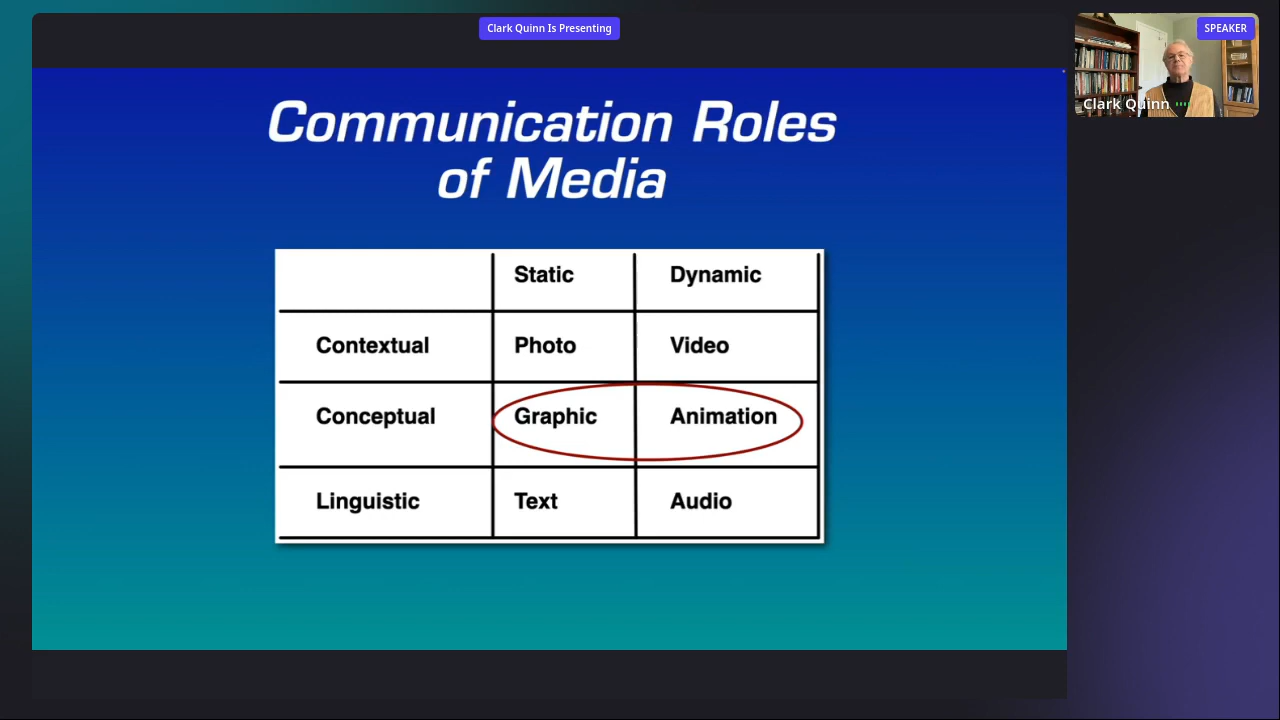 Clark Quinn Is Presenting
SPEAKER
Clark Quinn
Communication Roles
of Media
Static Dynamic
Contextual Photo Video
Conceptual Graphic Animation
Linguistic Text Audio